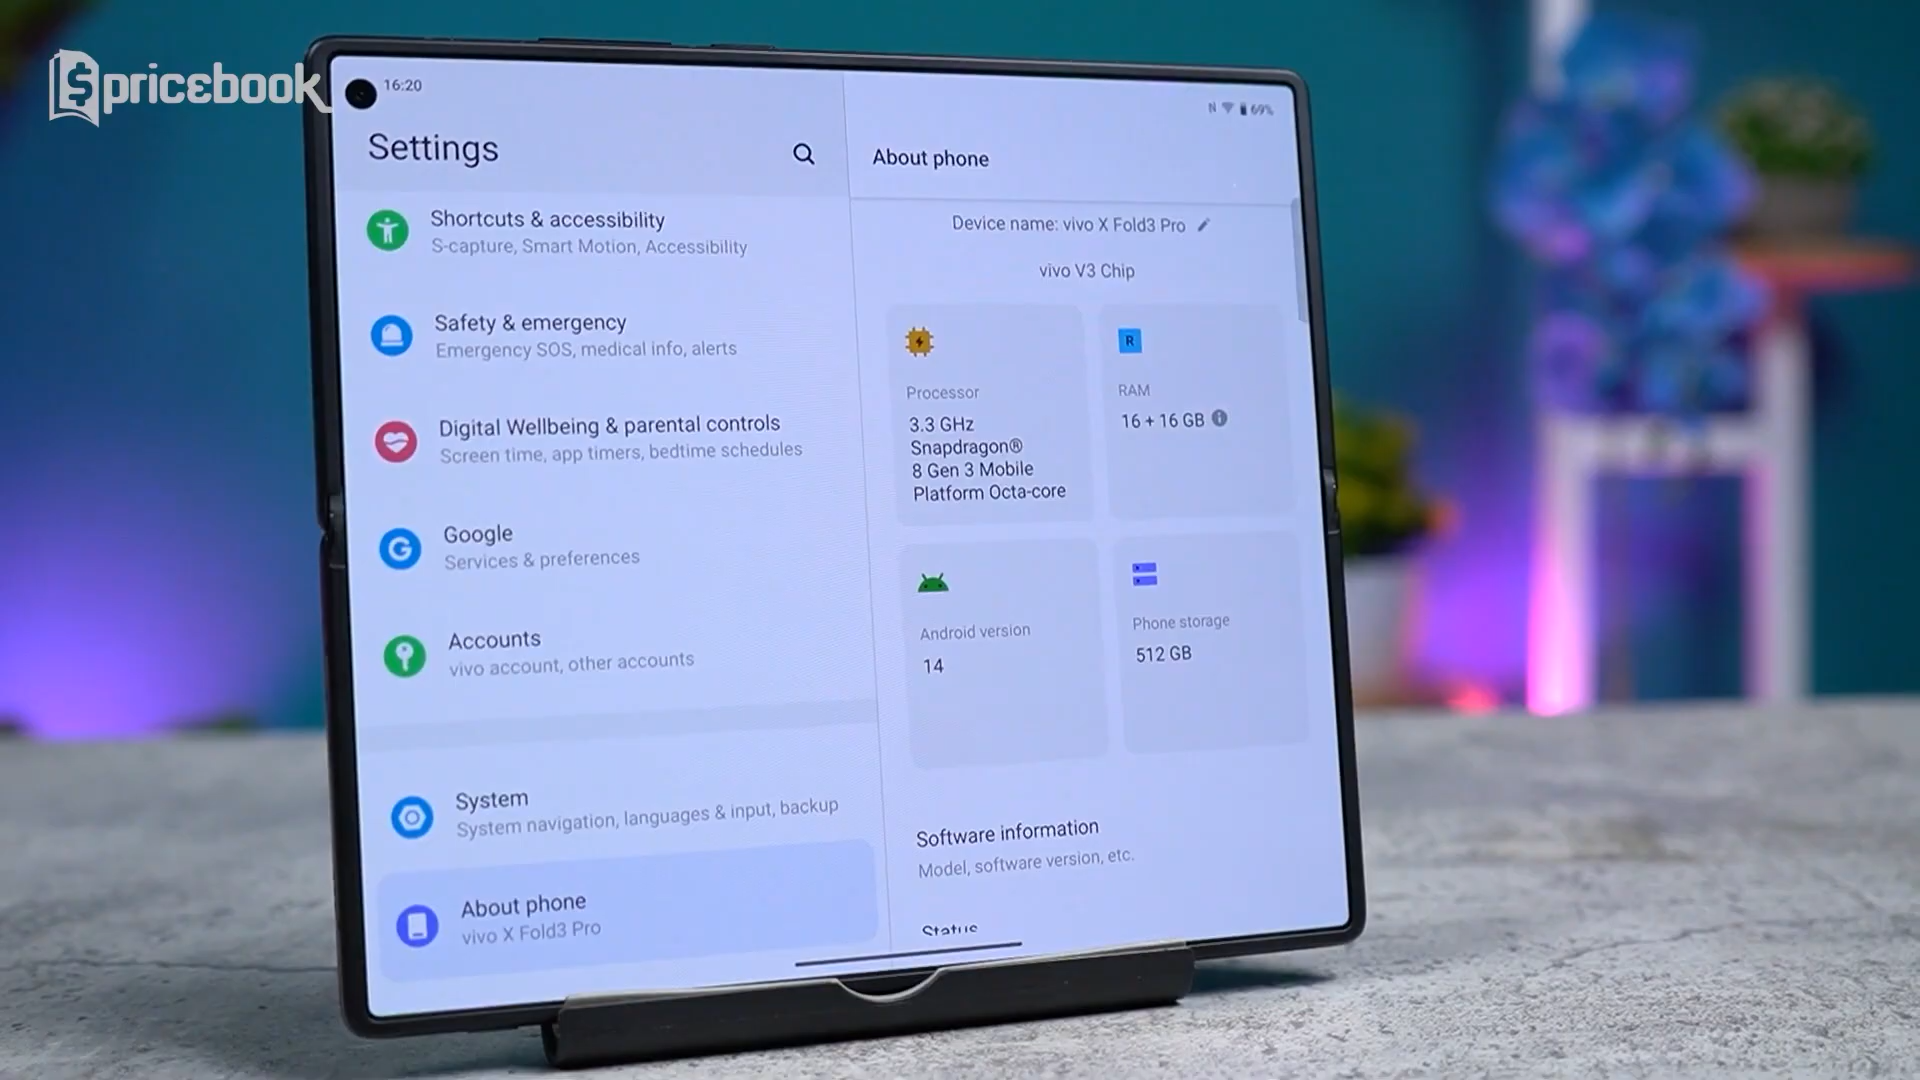 pricebook
16:20
N 69%
Settings
Shortcuts & accessibility
S-capture, Smart Motion, Accessibility
Safety & emergency
Emergency SOS, medical info, alerts
Digital Wellbeing & parental controls
Screen time, app timers, bedtime schedules
Google
Services & preferences
Accounts
vivo account, other accounts
System
System navigation, languages & input, backup
About phone
vivo X Fold3 Pro
About phone
Device name: vivo X Fold3 Pro
vivo V3 Chip
Processor
3.3 GHz
Snapdragon®
8 Gen 3 Mobile
Platform Octa-core
R
RAM
16 + 16 GB
Android version
14
Phone storage
512 GB
Software information
Model, software version, etc.
Status